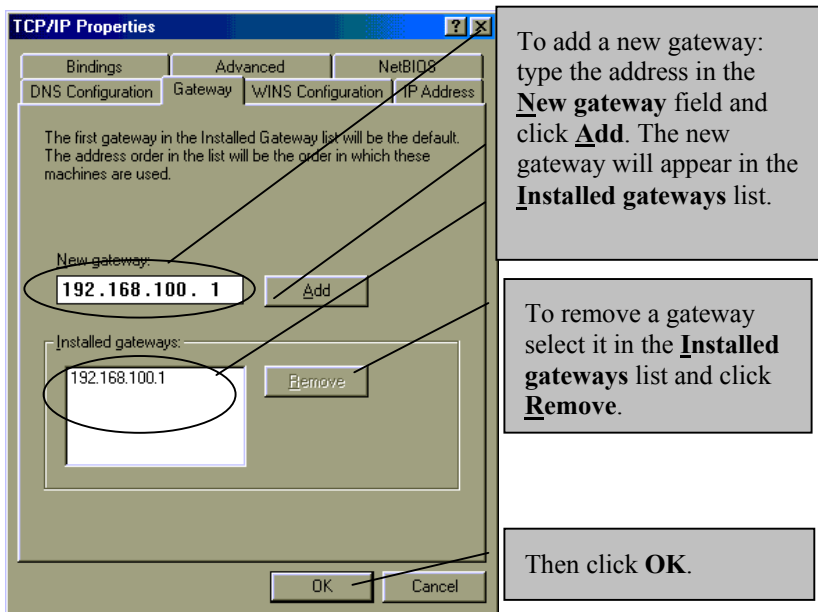 TCP/IP Properties
Bindings
Advanced
NetBIOS
DNS Configuration
Gateway
WINS Configuration
IP Address
The first gateway in the Installed Gateway list will be the default.
The address order in the list will be the order in which these
machines are used.
New gateway:
192.168.100. 1
Add
Installed gateways:
192.168.100.1
Remove
OK
Cancel
To add a new gateway:
type the address in the
New gateway field and
click Add. The new
gateway will appear in the
Installed gateways list.
To remove a gateway
select it in the Installed
gateways list and click
Remove.
Then click OK.